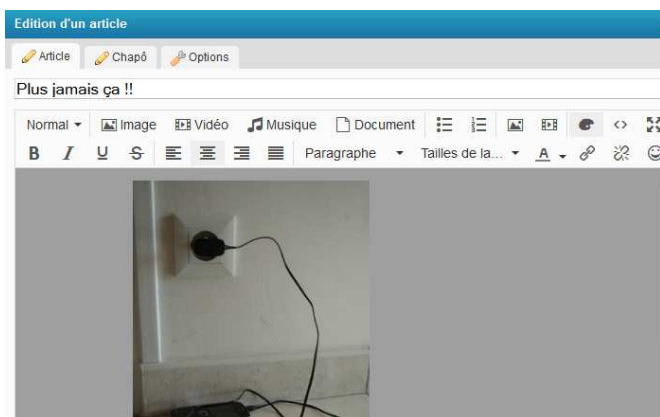 Edition d'un article
Article Chapô Options
Plus jamais ça !!
Normal Image Vidéo Musique Document
B I U S Paragraphe Tailles de la... A